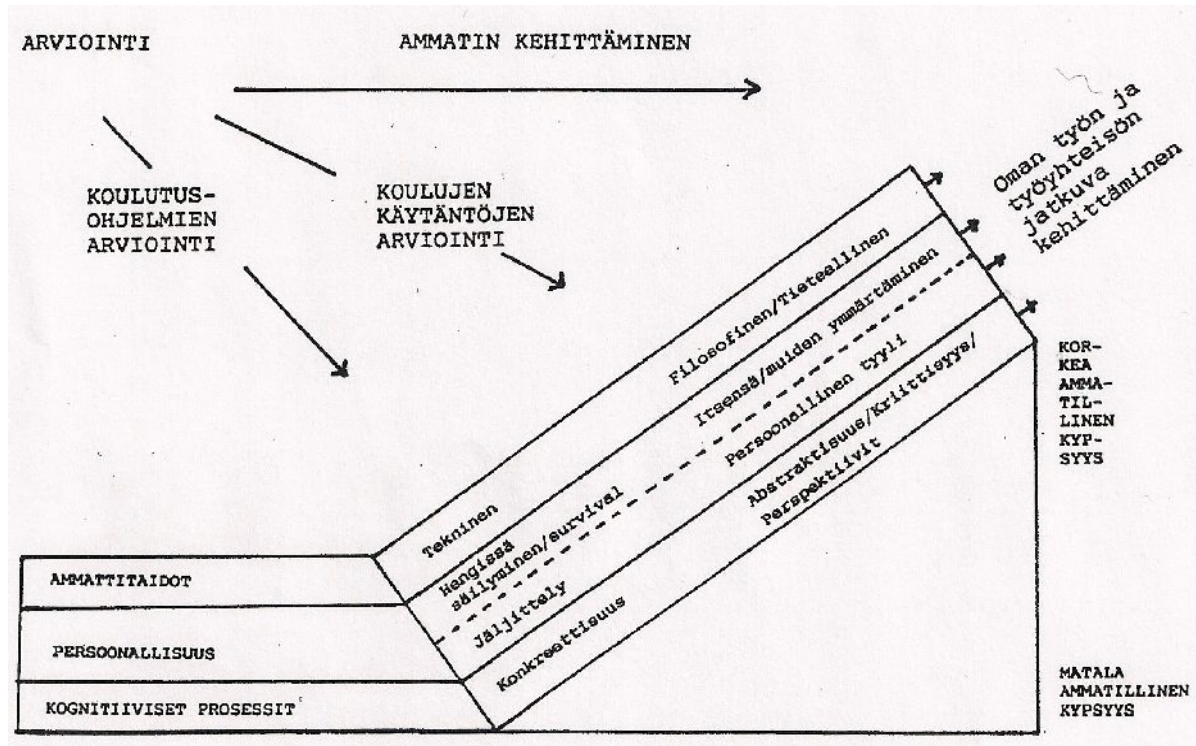 ARVIOINTI
AMMATIN KEHITTÄMINEN
KOULUTUS-
OHJELMIEN
ARVIOINTI
KOULUJEN
KÄYTÄNTÖJEN
ARVIOINTI
Oman työn ja
työyhteisön
jatkuva
kehittäminen
Tekninen
Filosofinen/Tieteellinen
Hengissä
säilyminen/survival
Itsensä/muiden ymmärtäminen
Jäljittely
Persoonallinen tyyli
Konkreettisuus
Abstraktisuus/Kriittisyys/
Perspektiivit
AMMATTITAIDOT
PERSOONALLISUUS
KOGNITIIVISET PROSESSIT
KOR-
KEA
AMMA-
TIL-
LINEN
KYP-
SYYS
MATALA
AMMATILLINEN
KYPSYYS